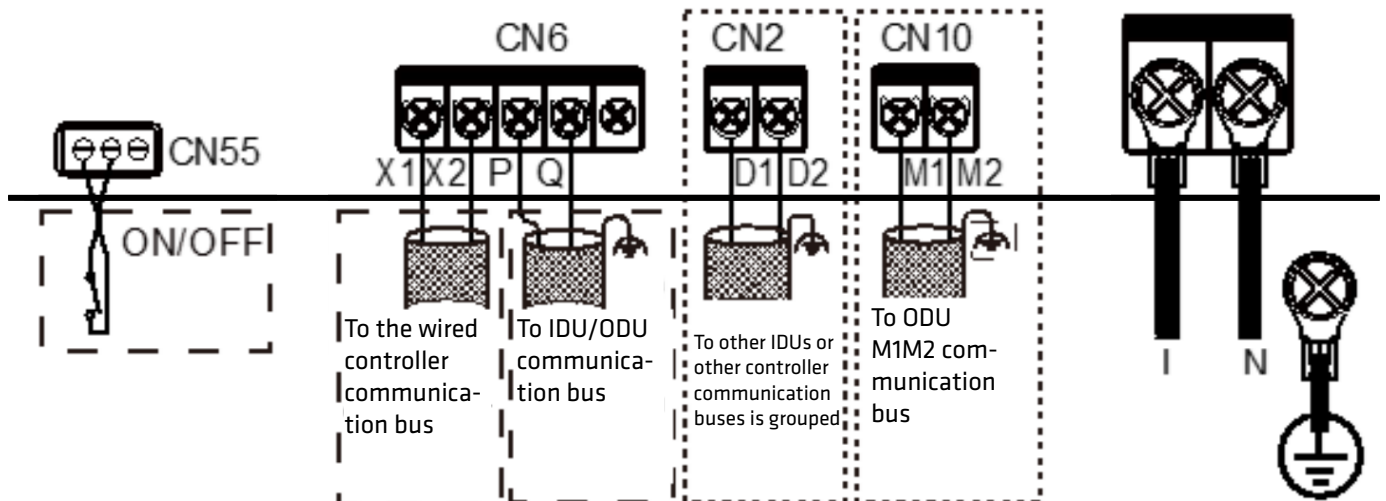 CN6
CN2
CN10
CN55
X1 X2 P Q
D1 D2
M1 M2
ON/OFF
To the wired
controller
communica-
tion bus
To IDU/ODU
communica-
tion bus
To other IDUs or
other controller
communication
buses is grouped
To ODU
M1M2 com-
munication
bus
l N